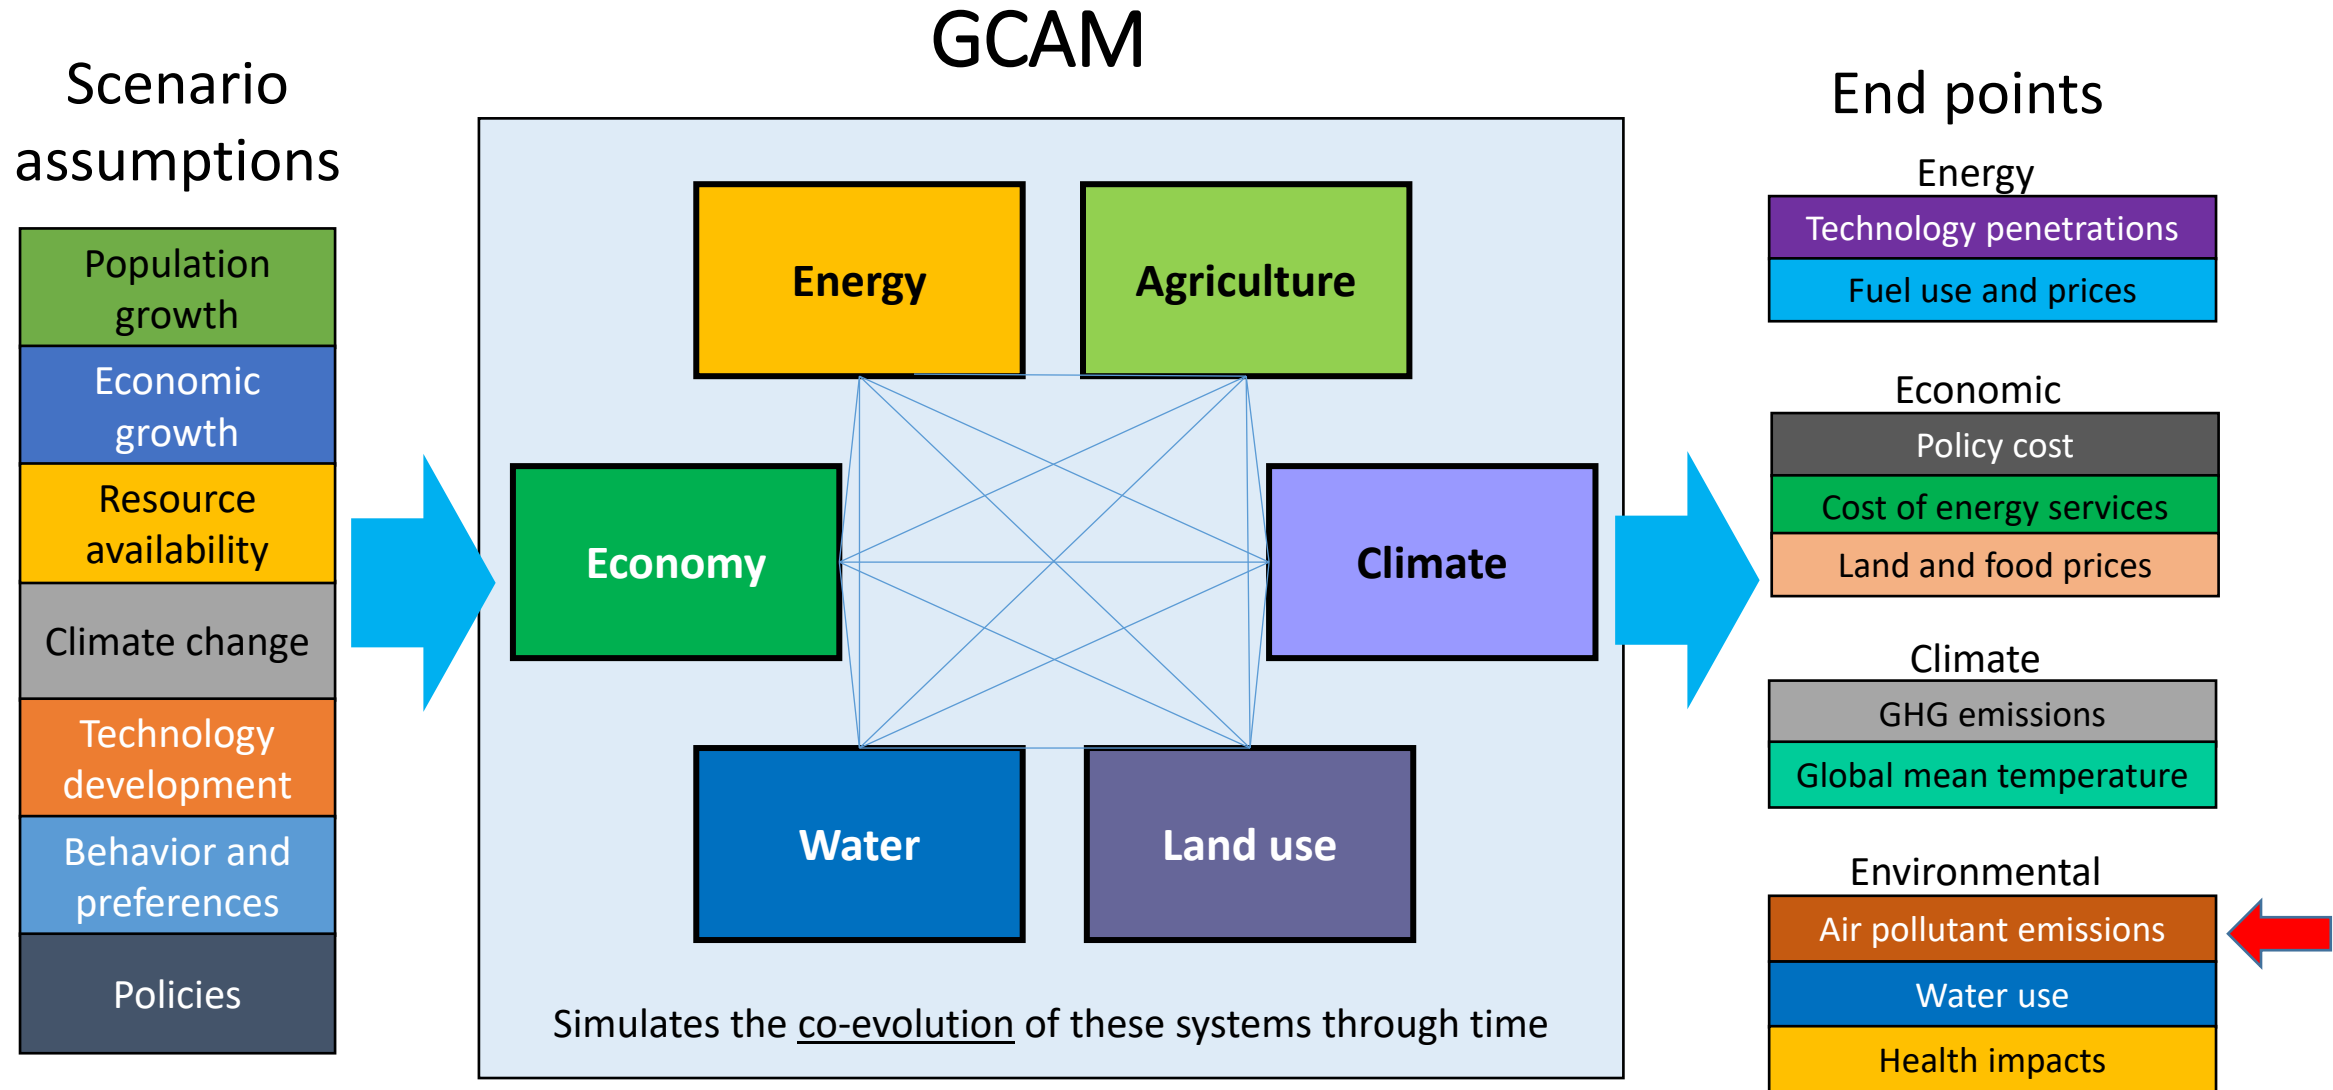 GCAM
Scenario
assumptions
Population
growth
Economic
growth
Resource
availability
Climate change
Technology
development
Behavior and
preferences
Policies
Energy
Agriculture
Economy
Climate
Water
Land use
Simulates the co-evolution of these systems through time
End points
Energy
Technology penetrations
Fuel use and prices
Economic
Policy cost
Cost of energy services
Land and food prices
Climate
GHG emissions
Global mean temperature
Environmental
Air pollutant emissions
Water use
Health impacts